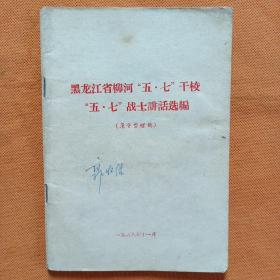 黑龙江省柳河“五·七”干校
“五·七”战士讲话选编
一九六八年十一月